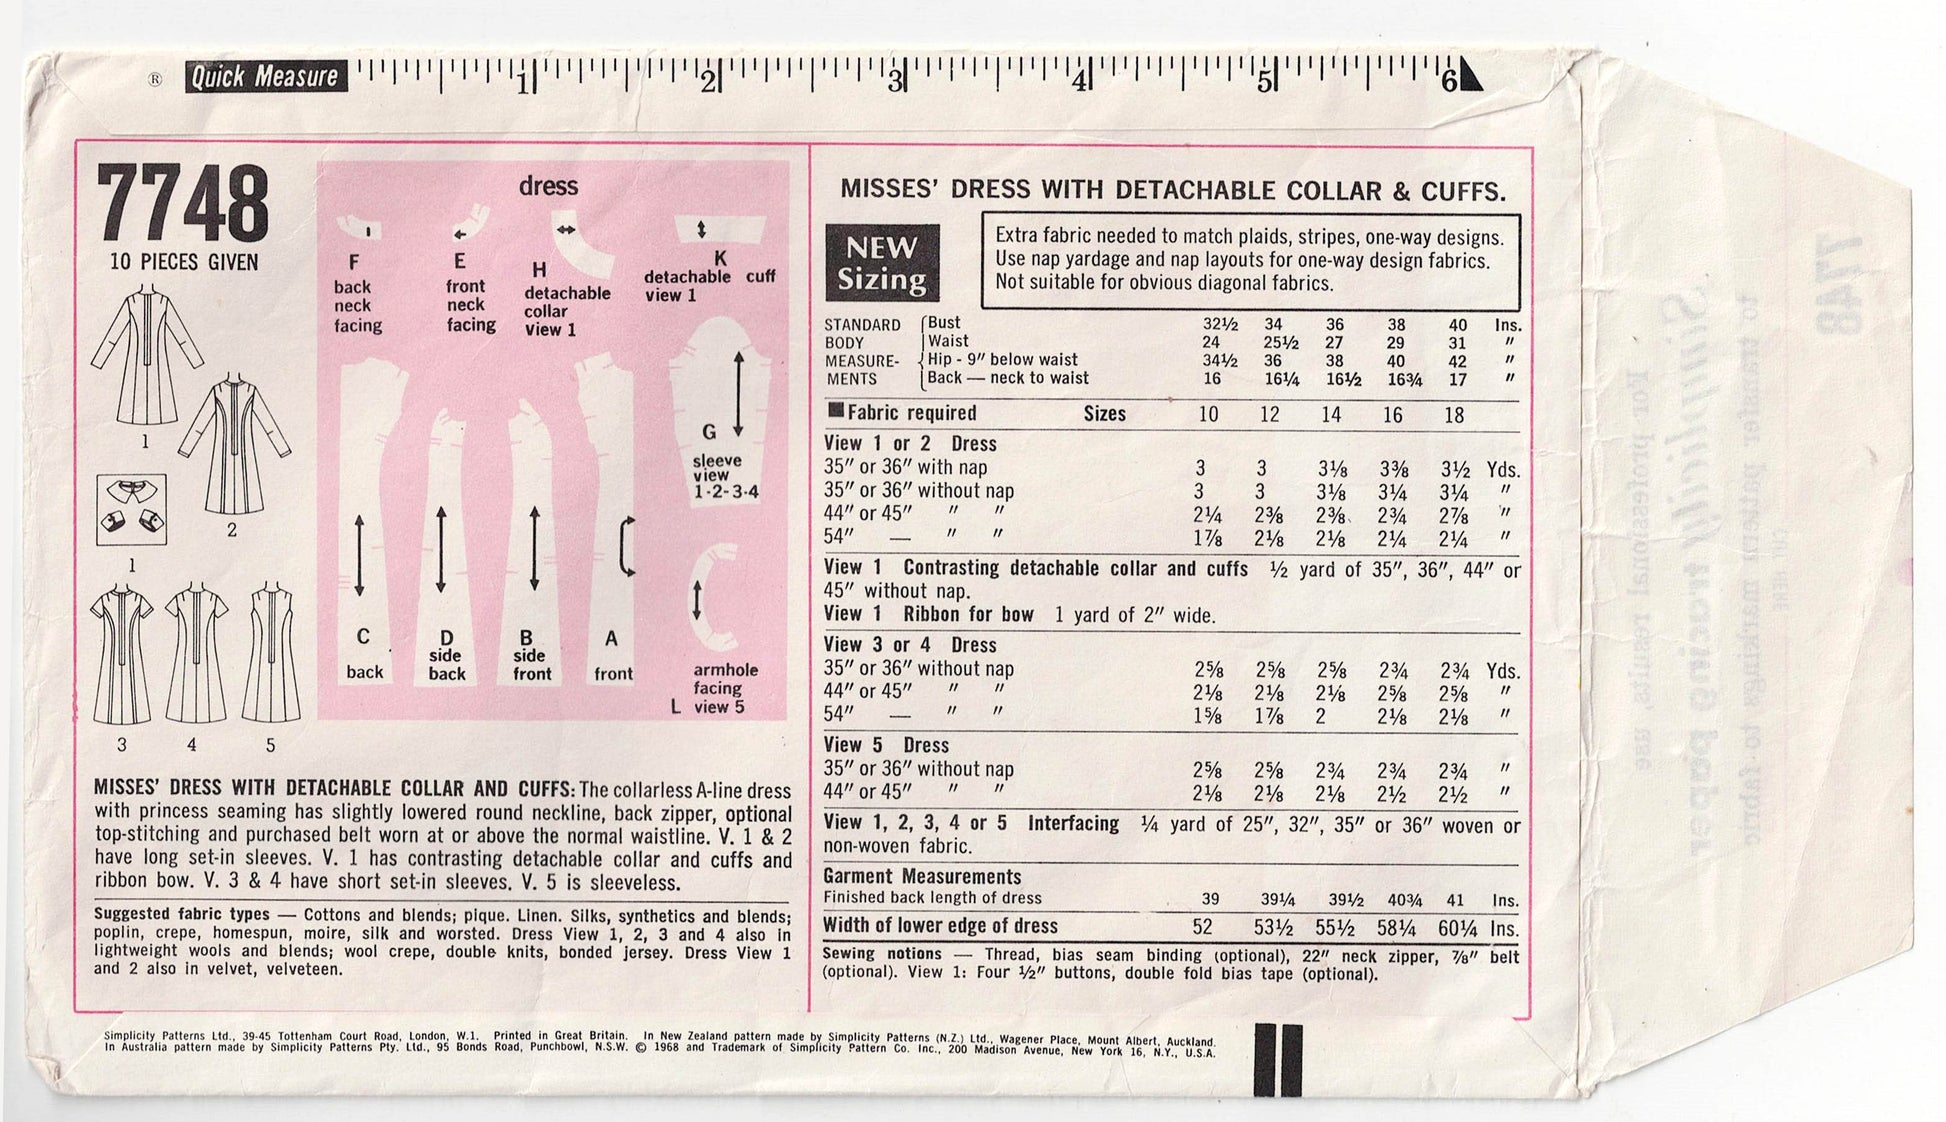 ® Quick Measure 1 2 3 4 5 6
7748
10 PIECES GIVEN
1
2
1
3 4 5
dress
F
back
neck
facing
E
front
neck
facing
H
detachable
collar
view 1
K
detachable cuff
view 1
G
sleeve
view
1-2-3-4
C
back
D
side
back
B
side
front
A
front
armhole
facing
L view 5
MISSES' DRESS WITH DETACHABLE COLLAR AND CUFFS: The collarless A-line dress
with princess seaming has slightly lowered round neckline, back zipper, optional
top-stitching and purchased belt worn at or above the normal waistline. V. 1 & 2
have long set-in sleeves. V. 1 has contrasting detachable collar and cuffs and
ribbon bow. V. 3 & 4 have short set-in sleeves. V. 5 is sleeveless.
Suggested fabric types — Cottons and blends; pique. Linen. Silks, synthetics and blends;
poplin, crepe, homespun, moire, silk and worsted. Dress View 1, 2, 3 and 4 also in
lightweight wools and blends; wool crepe, double knits, bonded jersey. Dress View 1
and 2 also in velvet, velveteen.
MISSES' DRESS WITH DETACHABLE COLLAR & CUFFS.
NEW
Sizing
Extra fabric needed to match plaids, stripes, one-way designs.
Use nap yardage and nap layouts for one-way design fabrics.
Not suitable for obvious diagonal fabrics.
STANDARD Bust 32½ 34 36 38 40 Ins.
BODY Waist 24 25½ 27 29 31 "
MEASURE- Hip - 9" below waist 34½ 36 38 40 42 "
MENTS Back — neck to waist 16 16¼ 16½ 16¾ 17 "
Fabric required Sizes 10 12 14 16 18
View 1 or 2 Dress
35" or 36" with nap 3 3 3⅛ 3⅜ 3½ Yds.
35" or 36" without nap 3 3 3⅛ 3¼ 3¼ "
44" or 45" " " 2¼ 2⅜ 2⅜ 2¾ 2⅞ "
54" — " " 1⅞ 2⅛ 2⅛ 2¼ 2¼ "
View 1 Contrasting detachable collar and cuffs ½ yard of 35", 36", 44" or
45" without nap.
View 1 Ribbon for bow 1 yard of 2" wide.
View 3 or 4 Dress
35" or 36" without nap 2⅝ 2⅝ 2⅝ 2¾ 2¾ Yds.
44" or 45" " " 2⅛ 2⅛ 2⅛ 2⅝ 2⅝ "
54" — " " 1⅝ 1⅞ 2 2⅛ 2⅛ "
View 5 Dress
35" or 36" without nap 2⅝ 2⅝ 2¾ 2¾ 2¾ "
44" or 45" " " 2⅛ 2⅛ 2⅛ 2½ 2½ "
View 1, 2, 3, 4 or 5 Interfacing ¼ yard of 25", 32", 35" or 36" woven or
non-woven fabric.
Garment Measurements
Finished back length of dress 39 39¼ 39½ 40¾ 41 Ins.
Width of lower edge of dress 52 53½ 55½ 58¼ 60¼ Ins.
Sewing notions — Thread, bias seam binding (optional), 22" neck zipper, ⅞" belt
(optional). View 1: Four ½" buttons, double fold bias tape (optional).
Simplicity Patterns Ltd., 39-45 Tottenham Court Road, London, W.1. Printed in Great Britain. In New Zealand pattern made by Simplicity Patterns (N.Z.) Ltd., Wagener Place, Mount Albert, Auckland.
In Australia pattern made by Simplicity Patterns Pty. Ltd., 95 Bonds Road, Punchbowl, N.S.W. © 1968 and Trademark of Simplicity Pattern Co. Inc., 200 Madison Avenue, New York 16, N.Y., U.S.A.
7748
CUT HERE
to transfer pattern markings to fabric
Simplicity tracing paper
For professional results, use